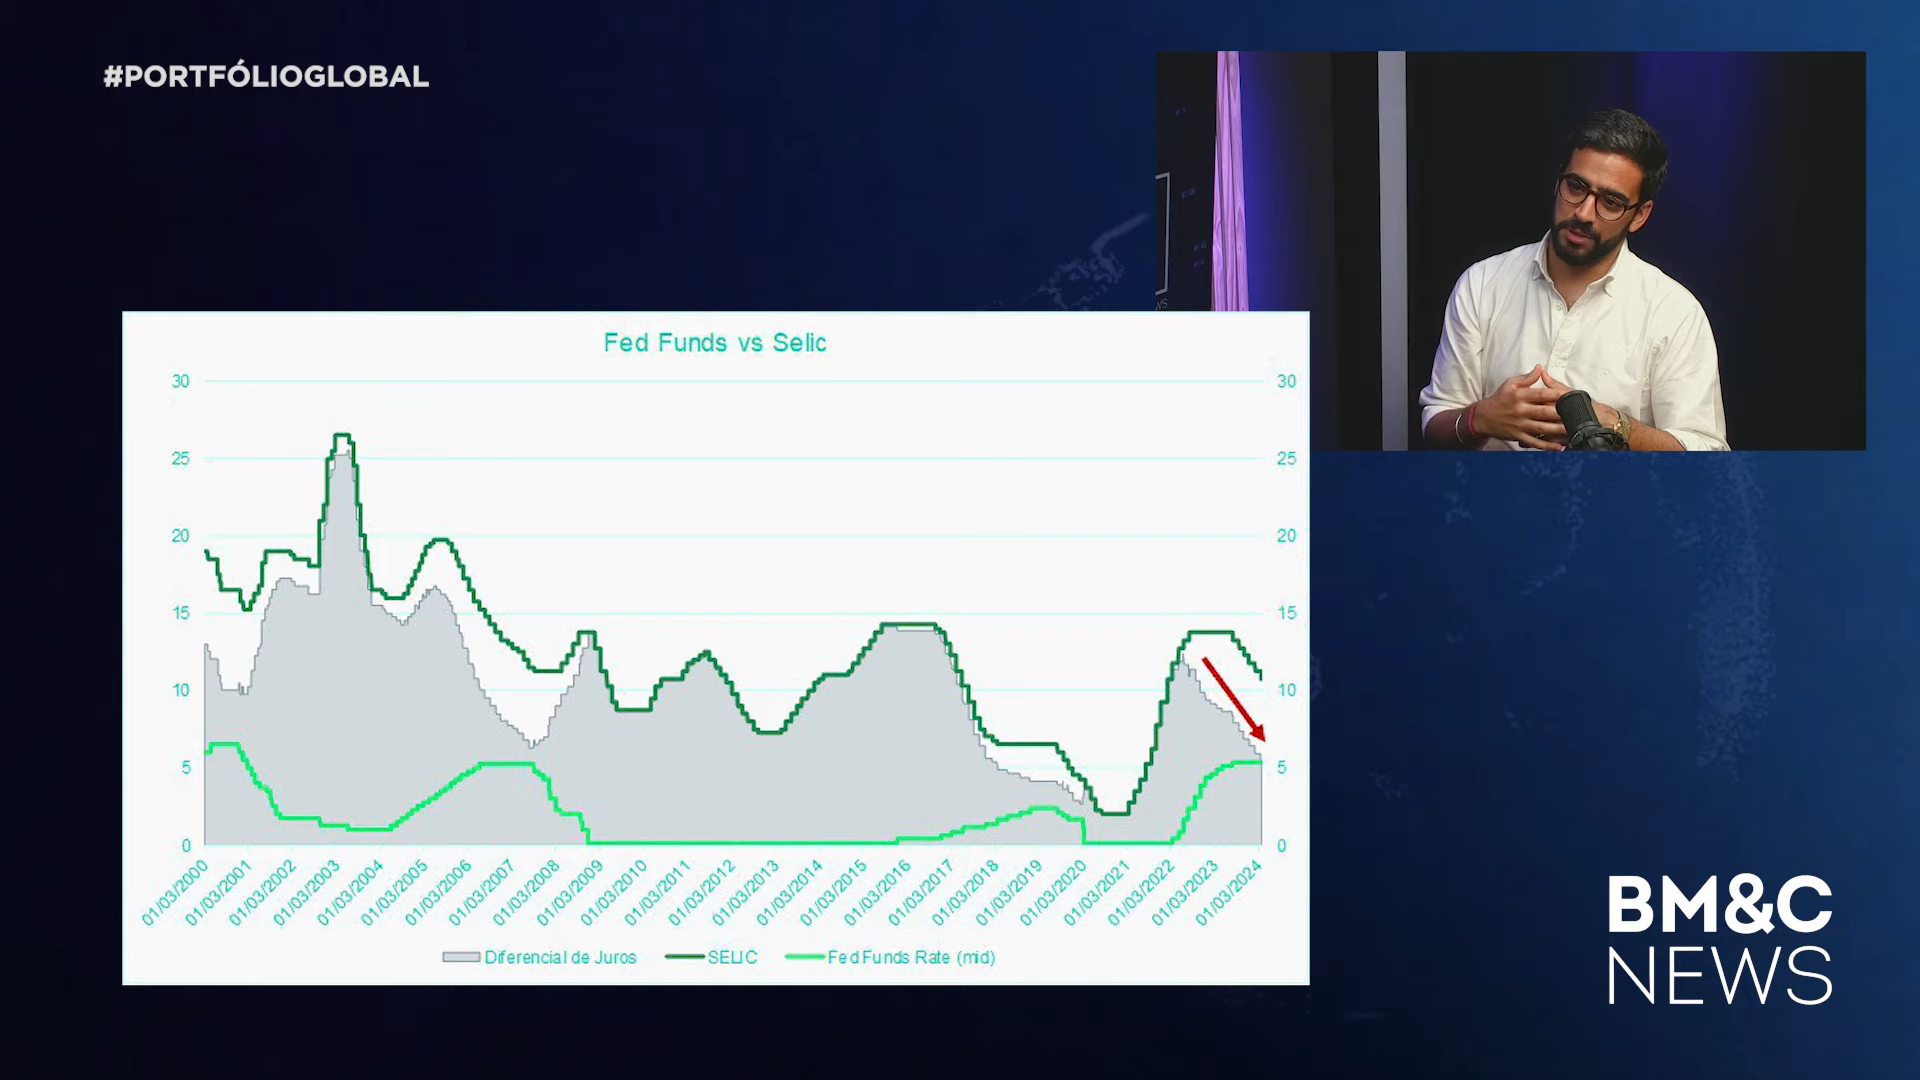 #PORTFÓLIOGLOBAL
Fed Funds vs Selic
30 30
25 25
20 20
15 15
10 10
5 5
0 0
01/03/2000 01/03/2001 01/03/2002 01/03/2003 01/03/2004 01/03/2005 01/03/2006 01/03/2007 01/03/2008 01/03/2009 01/03/2010 01/03/2011 01/03/2012 01/03/2013 01/03/2014 01/03/2015 01/03/2016 01/03/2017 01/03/2018 01/03/2019 01/03/2020 01/03/2021 01/03/2022 01/03/2023 01/03/2024
Diferencial de Juros SELIC Fed Funds Rate (mid)
BM&C
NEWS